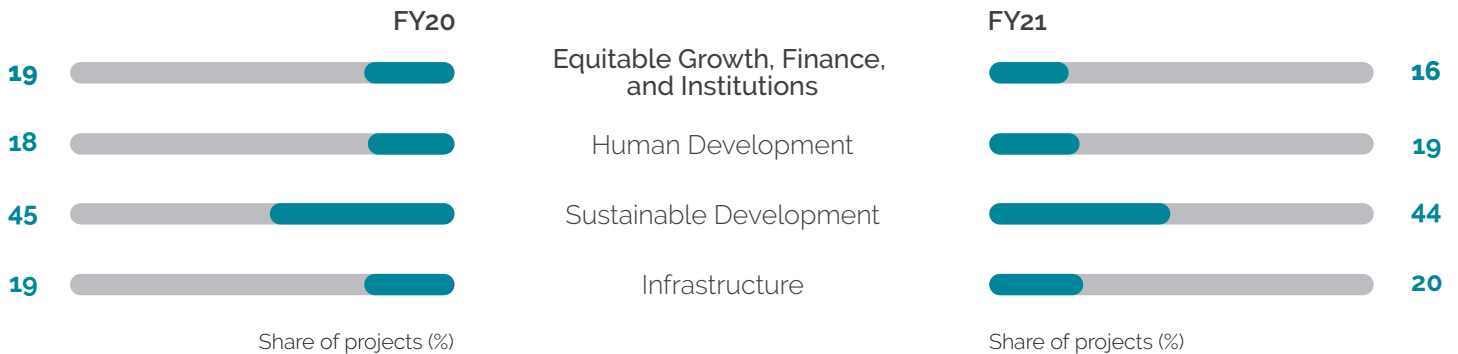 FY20
FY21
19
Equitable Growth, Finance,
and Institutions
16
18
Human Development
19
45
Sustainable Development
44
19
Infrastructure
20
Share of projects (%)
Share of projects (%)